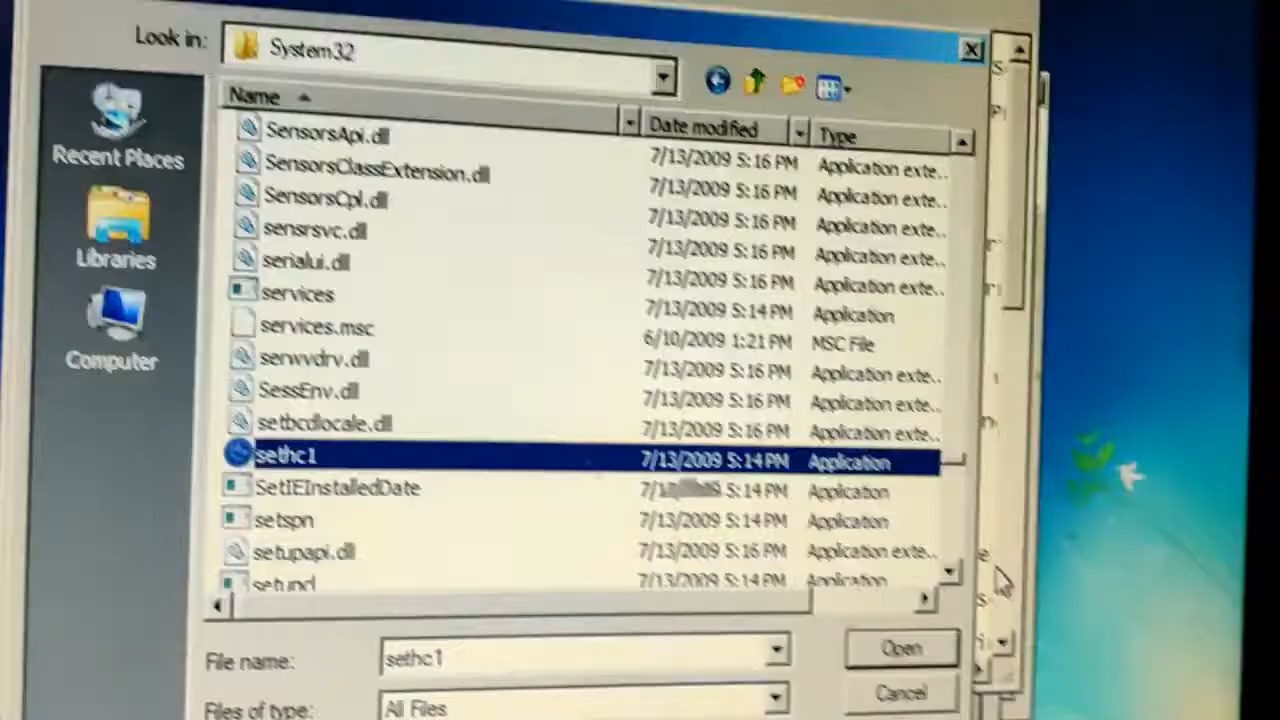 Look in: System32
Name Date modified Type
SensorsApi.dll 7/13/2009 5:16 PM Application exte..
SensorsClassExtension.dll 7/13/2009 5:16 PM Application exte..
SensorsCpl.dll 7/13/2009 5:16 PM Application exte..
sensrsvc.dll 7/13/2009 5:16 PM Application exte..
serialui.dll 7/13/2009 5:16 PM Application exte..
services 7/13/2009 5:14 PM Application
services.msc 6/10/2009 1:21 PM MSC File
serwvdrv.dll 7/13/2009 5:16 PM Application exte..
SessEnv.dll 7/13/2009 5:16 PM Application exte..
setbcdlocale.dll 7/13/2009 5:16 PM Application exte..
sethc1 7/13/2009 5:14 PM Application
SetIEInstalledDate 5:14 PM Application
setspn 7/13/2009 5:14 PM Application
setupapi.dll 7/13/2009 5:16 PM Application exte..
7/13/2009 5:14 PM Application
Recent Places
Libraries
Computer
File name: sethc1 Open
Files of type: All Files Cancel